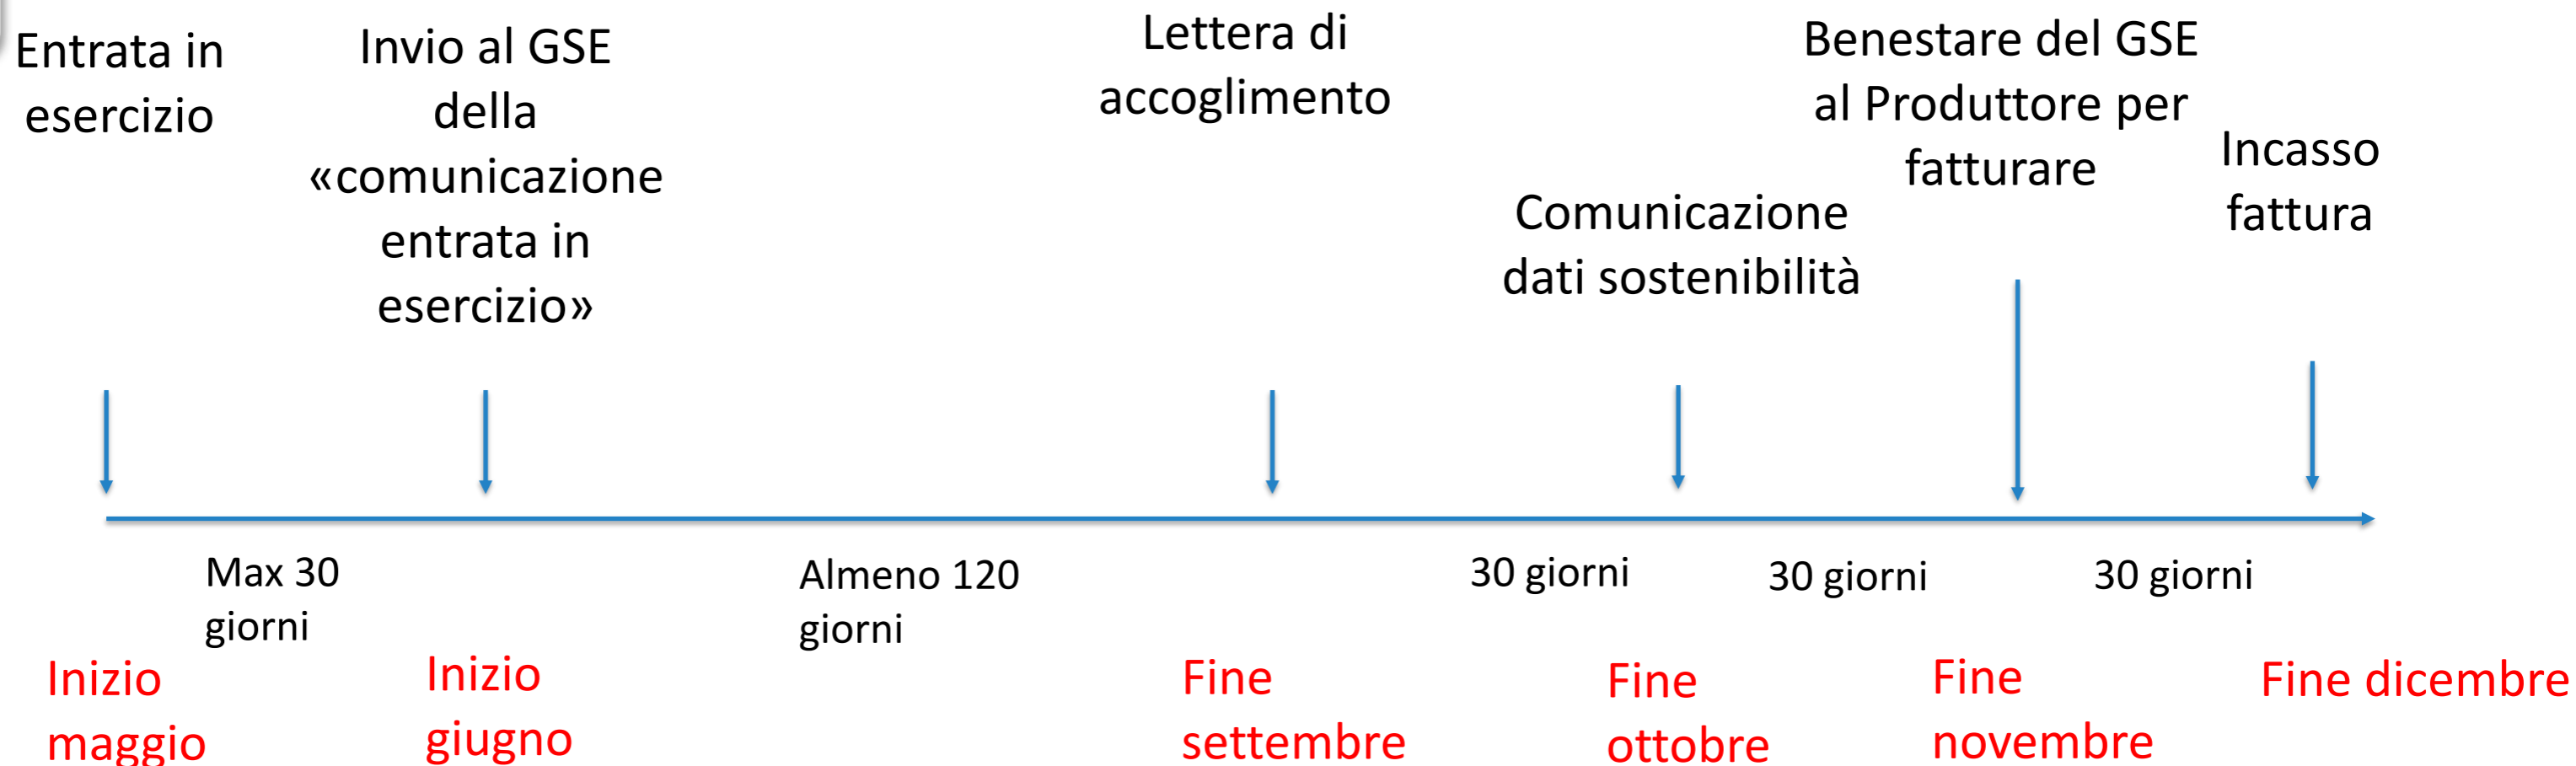 Entrata in
esercizio
Invio al GSE
della
«comunicazione
entrata in
esercizio»
Lettera di
accoglimento
Comunicazione
dati sostenibilità
Benestare del GSE
al Produttore per
fatturare
Incasso
fattura
Max 30
giorni
Almeno 120
giorni
30 giorni
30 giorni
30 giorni
Inizio
maggio
Inizio
giugno
Fine
settembre
Fine
ottobre
Fine
novembre
Fine dicembre